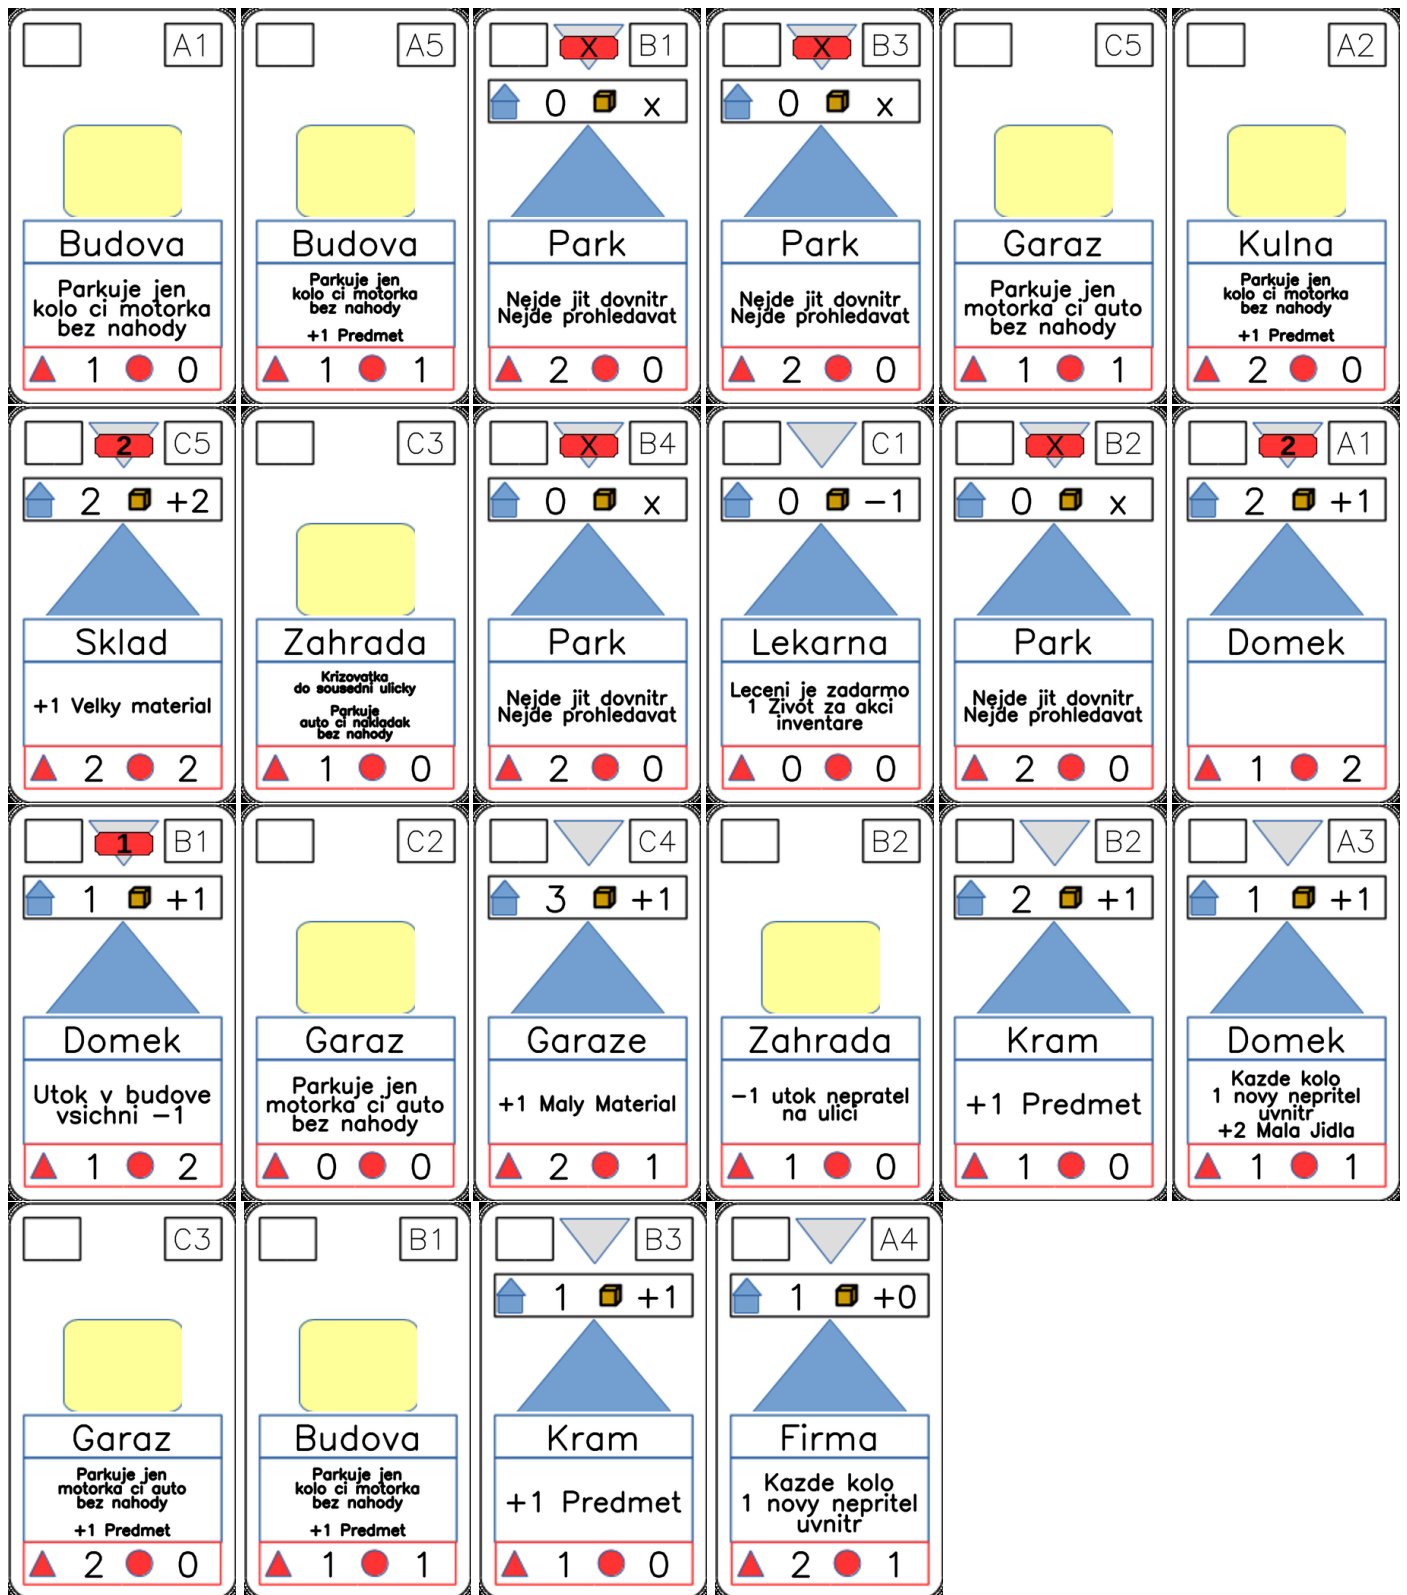 A1
Budova
Parkuje jen
kolo ci motorka
bez nahody
1 0
A5
Budova
Parkuje jen
kolo ci motorka
bez nahody
+1 Predmet
1 1
X B1
0 x
Park
Nejde jit dovnitr
Nejde prohledavat
2 0
X B3
0 x
Park
Nejde jit dovnitr
Nejde prohledavat
2 0
C5
Garaz
Parkuje jen
motorka ci auto
bez nahody
1 1
A2
Kulna
Parkuje jen
kolo ci motorka
bez nahody
+1 Predmet
2 0
2 C5
2 +2
Sklad
+1 Velky material
2 2
C3
Zahrada
Krizovatka
do sousedni ulicky
Parkuje
auto ci nakladak
bez nahody
1 0
X B4
0 x
Park
Nejde jit dovnitr
Nejde prohledavat
2 0
C1
0 -1
Lekarna
Leceni je zadarmo
1 Zivot za akci
inventare
0 0
X B2
0 x
Park
Nejde jit dovnitr
Nejde prohledavat
2 0
2 A1
2 +1
Domek
1 2
1 B1
1 +1
Domek
Utok v budove
vsichni -1
1 2
C2
Garaz
Parkuje jen
motorka ci auto
bez nahody
0 0
C4
3 +1
Garaze
+1 Maly Material
2 1
B2
Zahrada
-1 utok nepratel
na ulici
1 0
B2
2 +1
Kram
+1 Predmet
1 0
A3
1 +1
Domek
Kazde kolo
1 novy nepritel
uvnitr
+2 Mala Jidla
1 1
C3
Garaz
Parkuje jen
motorka ci auto
bez nahody
+1 Predmet
2 0
B1
Budova
Parkuje jen
kolo ci motorka
bez nahody
+1 Predmet
1 1
B3
1 +1
Kram
+1 Predmet
1 0
A4
1 +0
Firma
Kazde kolo
1 novy nepritel
uvnitr
2 1